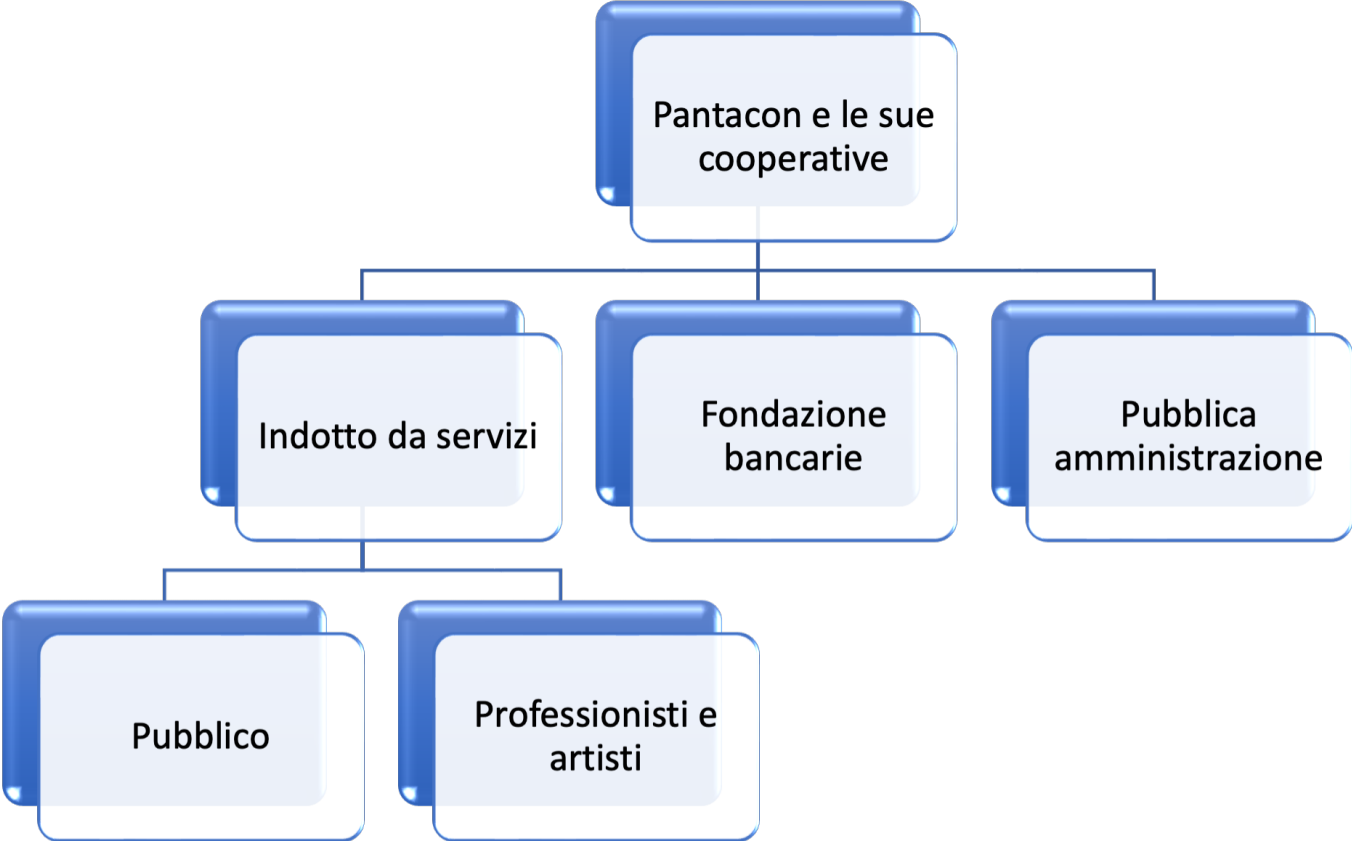 Pantacon e le sue
cooperative
Indotto da servizi
Fondazione
bancarie
Pubblica
amministrazione
Pubblico
Professionisti e
artisti